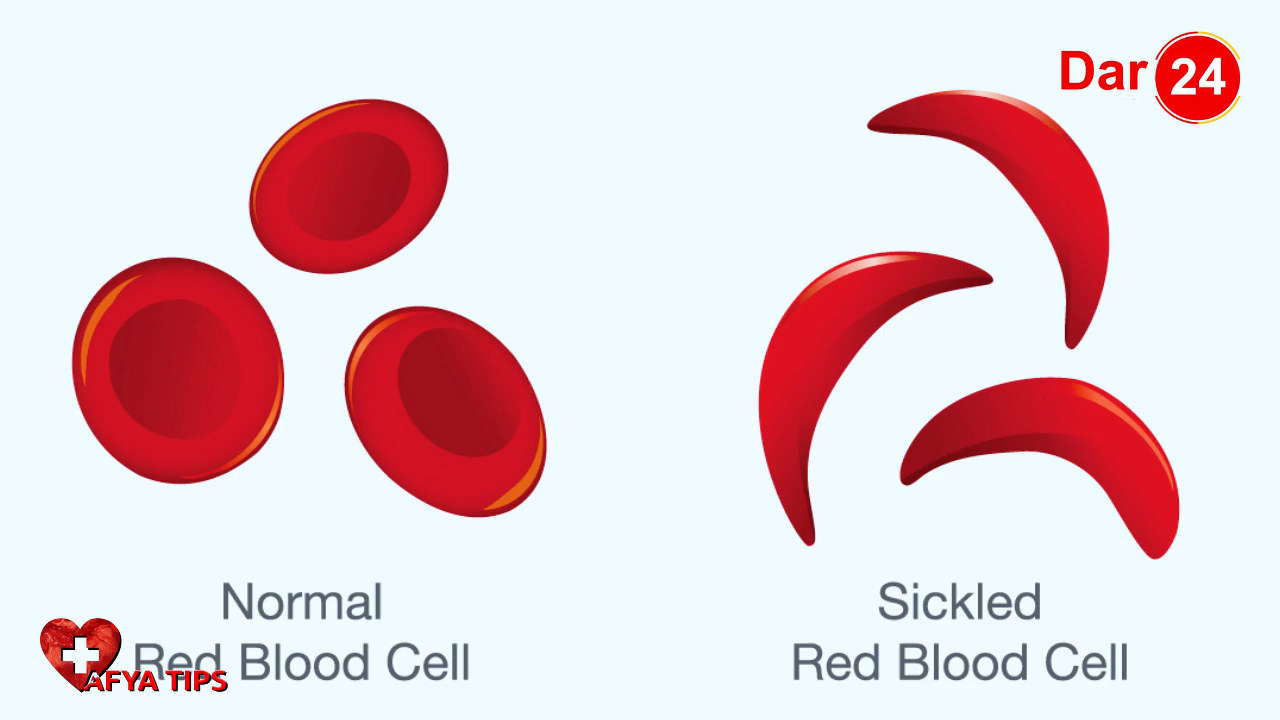 Dar 24
Normal
Red Blood Cell
Sickled
Red Blood Cell
AFYA TIPS